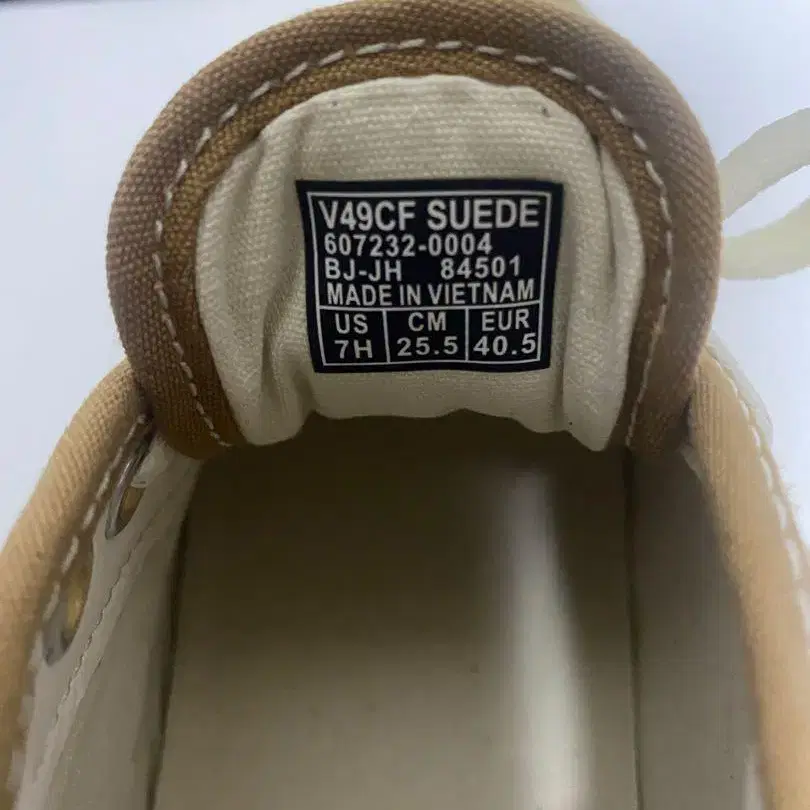 V49CF SUEDE
607232-0004
BJ-JH 84501
MADE IN VIETNAM
US CM EUR
7H 25.5 40.5